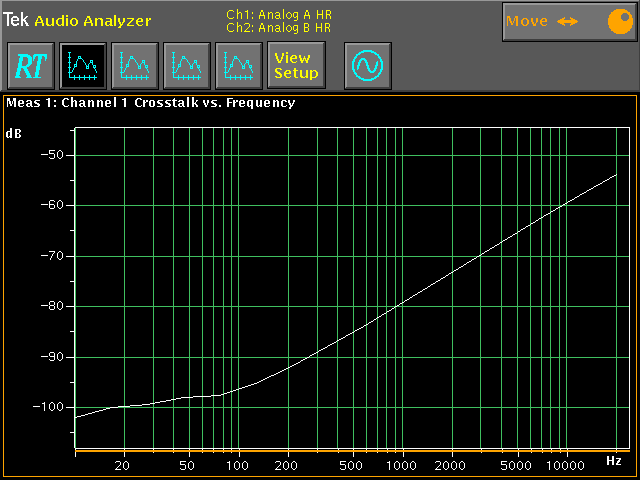 Tek Audio Analyzer
Ch1: Analog A HR
Ch2: Analog B HR
Move
RT
View
Setup
Meas 1: Channel 1 Crosstalk vs. Frequency
dB
-50
-60
-70
-80
-90
-100
20 50 100 200 500 1000 2000 5000 10000 Hz